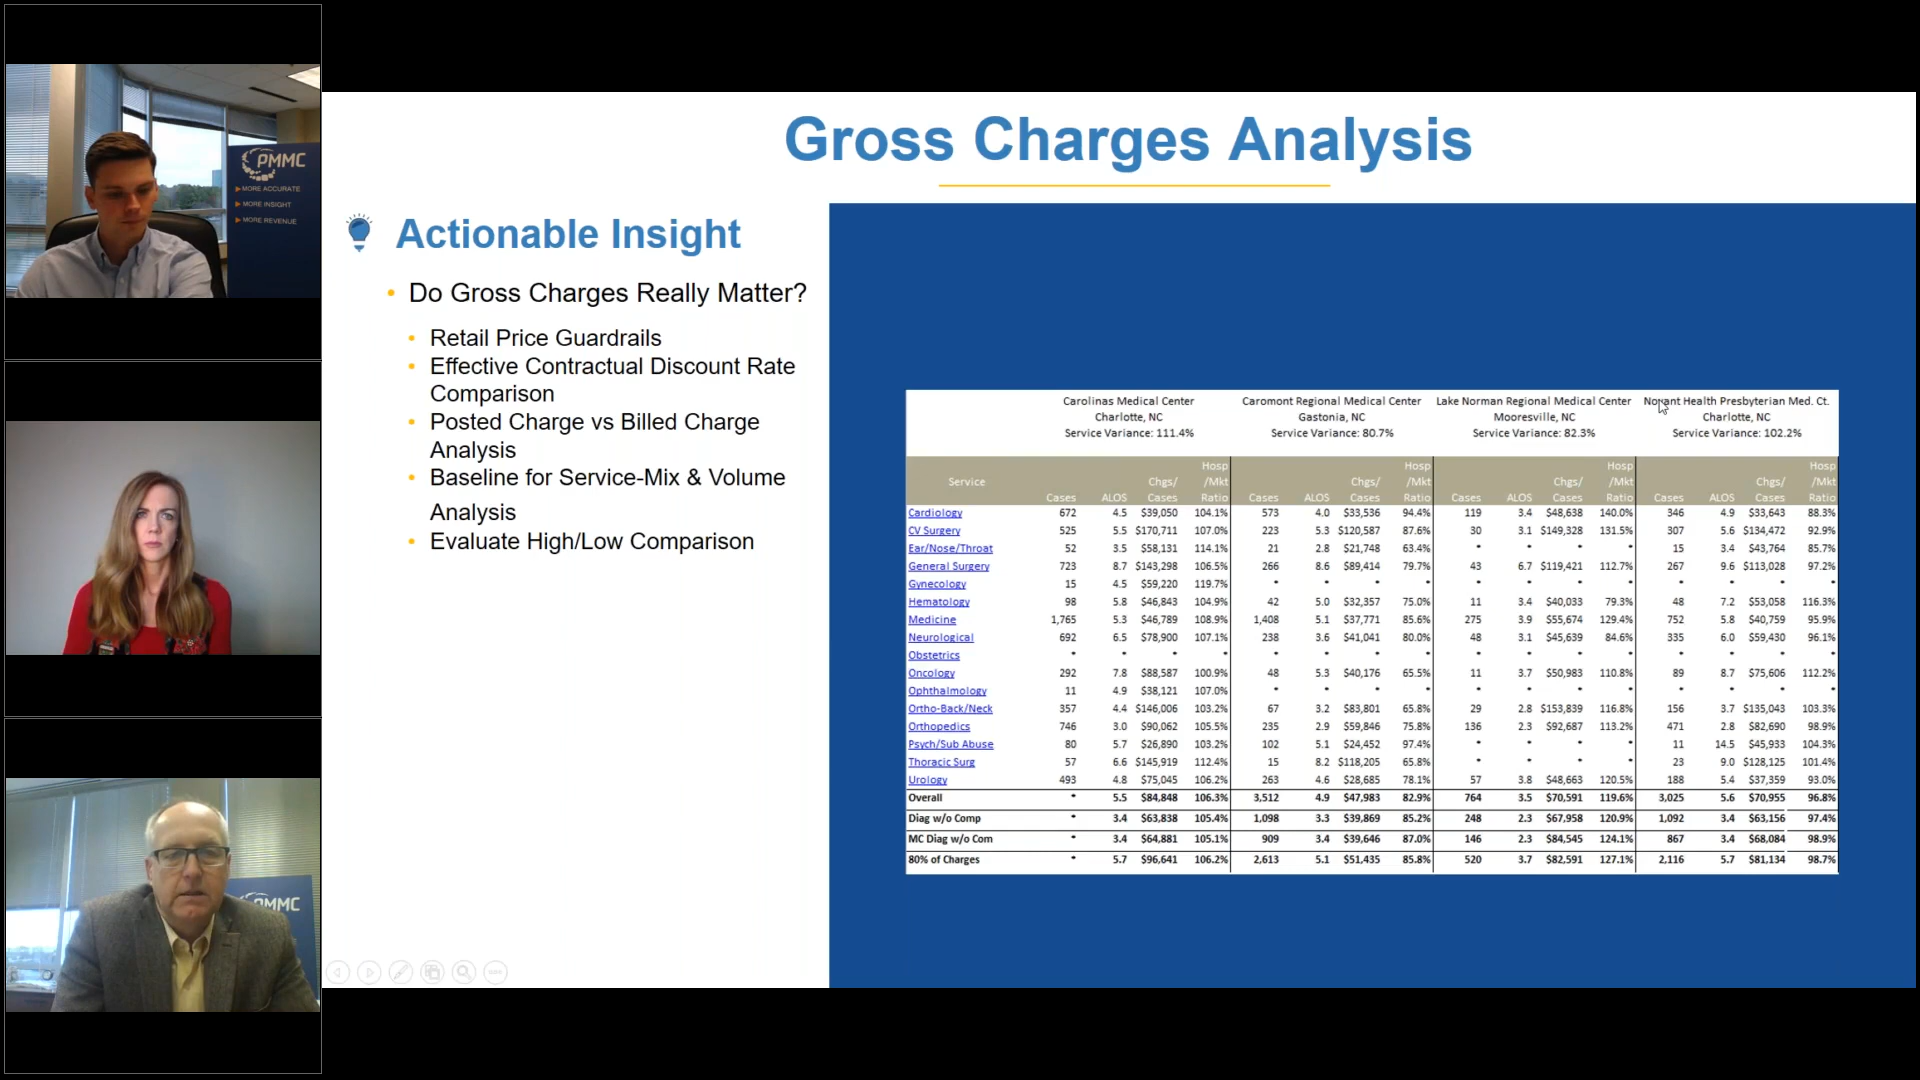 PMMC
MORE ACCURATE
MORE INSIGHT
MORE REVENUE
PMMC
Gross Charges Analysis
Actionable Insight
• Do Gross Charges Really Matter?
• Retail Price Guardrails
• Effective Contractual Discount Rate
Comparison
• Posted Charge vs Billed Charge
Analysis
• Baseline for Service-Mix & Volume
Analysis
• Evaluate High/Low Comparison
Carolinas Medical Center Caromont Regional Medical Center Lake Norman Regional Medical Center Novant Health Presbyterian Med. Ct.
Charlotte, NC Gastonia, NC Mooresville, NC Charlotte, NC
Service Variance: 111.4% Service Variance: 80.7% Service Variance: 82.3% Service Variance: 102.2%
Hosp Hosp Hosp Hosp
Service Chgs/ /Mkt Chgs/ /Mkt Chgs/ /Mkt Chgs/ /Mkt
Cases ALOS Cases Ratio Cases ALOS Cases Ratio Cases ALOS Cases Ratio Cases ALOS Cases Ratio
Cardiology 672 4.5 $39,050 104.1% 573 4.0 $33,536 94.4% 119 3.4 $48,638 140.0% 346 4.9 $33,643 88.3%
CV Surgery 525 5.5 $170,711 107.0% 223 5.3 $120,587 87.6% 30 3.1 $149,328 131.5% 307 5.6 $134,472 92.9%
Ear/Nose/Throat 52 3.5 $58,131 114.1% 21 2.8 $21,748 63.4% * * * * 15 3.4 $43,764 85.7%
General Surgery 723 8.7 $143,298 106.5% 266 8.6 $89,414 79.7% 43 6.7 $119,421 112.7% 267 9.6 $113,028 97.2%
Gynecology 15 4.5 $59,220 119.7% * * * * * * * * * * * *
Hematology 98 5.8 $46,843 104.9% 42 5.0 $32,357 75.0% 11 3.4 $40,033 79.3% 48 7.2 $53,058 116.3%
Medicine 1,765 5.3 $46,789 108.9% 1,408 5.1 $37,771 85.6% 275 3.9 $55,674 129.4% 752 5.8 $40,759 95.9%
Neurological 692 6.5 $78,900 107.1% 238 3.6 $41,041 80.0% 48 3.1 $45,639 84.6% 335 6.0 $59,430 96.1%
Obstetrics * * * * * * * * * * * * * * * *
Oncology 292 7.8 $88,587 100.9% 48 5.3 $40,176 65.5% 11 3.7 $50,983 110.8% 89 8.7 $75,606 112.2%
Ophthalmology 11 4.9 $38,121 107.0% * * * * * * * * * * * *
Ortho-Back/Neck 357 4.4 $146,006 103.2% 67 3.2 $83,801 65.8% 29 2.8 $153,839 116.8% 156 3.7 $135,043 103.3%
Orthopedics 746 3.0 $90,062 105.5% 235 2.9 $59,846 75.8% 136 2.3 $92,687 113.2% 471 2.8 $82,690 98.9%
Psych/Sub Abuse 80 5.7 $26,890 103.2% 102 5.1 $24,452 97.4% * * * * 11 14.5 $45,933 104.3%
Thoracic Surg 57 6.6 $145,919 112.4% 15 8.2 $118,205 65.8% * * * * 23 9.0 $128,125 101.4%
Urology 493 4.8 $75,045 106.2% 263 4.6 $28,685 78.1% 57 3.8 $48,663 120.5% 188 5.4 $37,359 93.0%
Overall * 5.5 $84,848 106.3% 3,512 4.9 $47,983 82.9% 764 3.5 $70,591 119.6% 3,025 5.6 $70,955 96.8%
Diag w/o Comp * 3.4 $63,838 105.4% 1,098 3.3 $39,869 85.2% 248 2.3 $67,958 120.9% 1,092 3.4 $63,156 97.4%
MC Diag w/o Com * 3.4 $64,881 105.1% 909 3.4 $39,646 87.0% 146 2.3 $84,545 124.1% 867 3.4 $68,084 98.9%
80% of Charges * 5.7 $96,641 106.2% 2,613 5.1 $51,435 85.8% 520 3.7 $82,591 127.1% 2,116 5.7 $81,134 98.7%